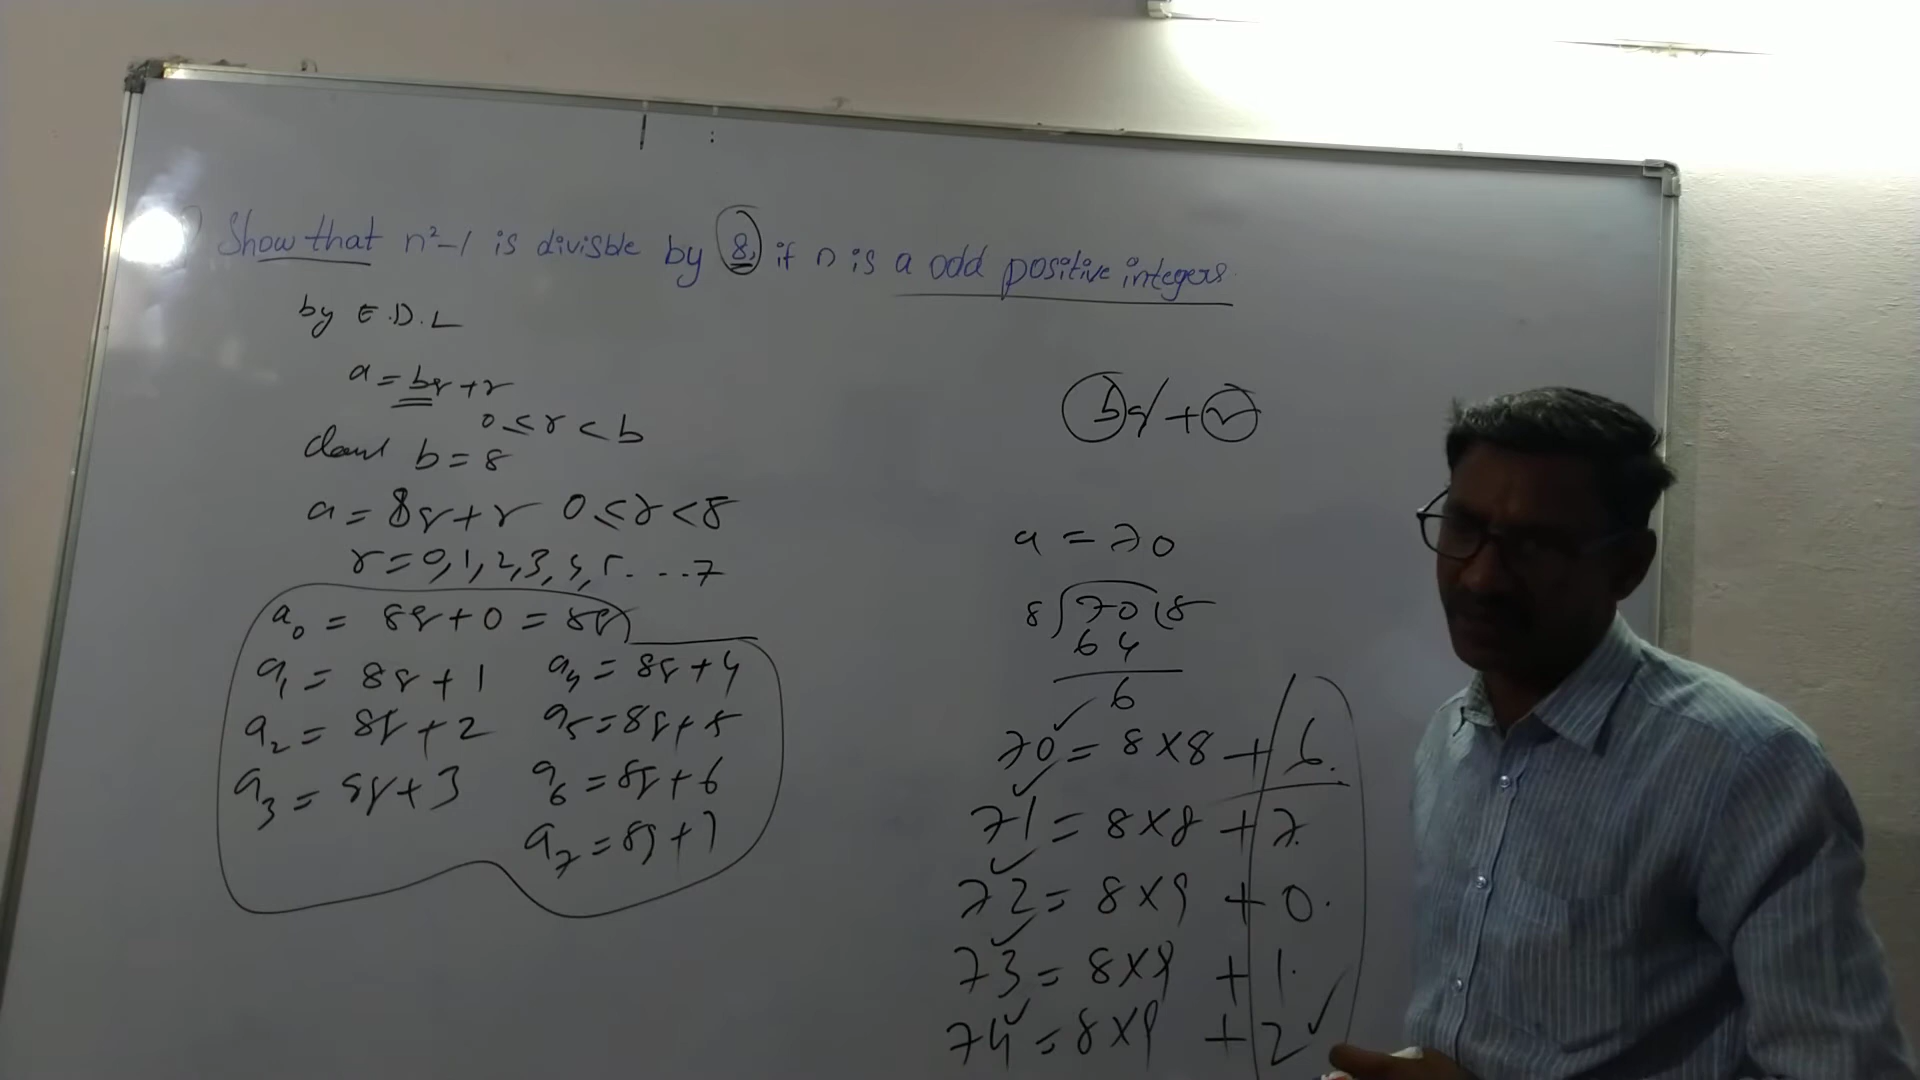 Show that n²-1 is divisble by 8, if n is a odd positive integers.
by E.D.L
a = bq + r
0 ≤ r < b
b = 8
a = 8q + r 0 ≤ r < 8
r = 0, 1, 2, 3, 4, 5 . . . . 7
a₀ = 8q + 0 = 8q
a₁ = 8q + 1
a₂ = 8q + 2
a₃ = 8q + 3
a₄ = 8q + 4
a₅ = 8q + 5
a₆ = 8q + 6
a₇ = 8q + 7
bq + r
a = 70
8 ) 70 ( 8
64
6
70 = 8 × 8 + 6.
71 = 8 × 8 + 7.
72 = 8 × 9 + 0.
73 = 8 × 9 + 1.
74 = 8 × 9 + 2